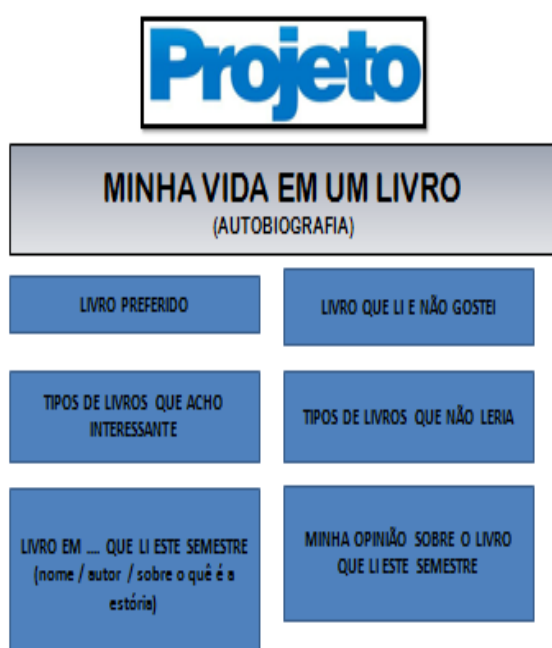 Projeto
MINHA VIDA EM UM LIVRO
(AUTOBIOGRAFIA)
LIVRO PREFERIDO
LIVRO QUE LI E NÃO GOSTEI
TIPOS DE LIVROS QUE ACHO
INTERESSANTE
TIPOS DE LIVROS QUE NÃO LERIA
LIVRO EM .... QUE LI ESTE SEMESTRE
(nome / autor / sobre o quê é a
estória)
MINHA OPINIÃO SOBRE O LIVRO
QUE LI ESTE SEMESTRE